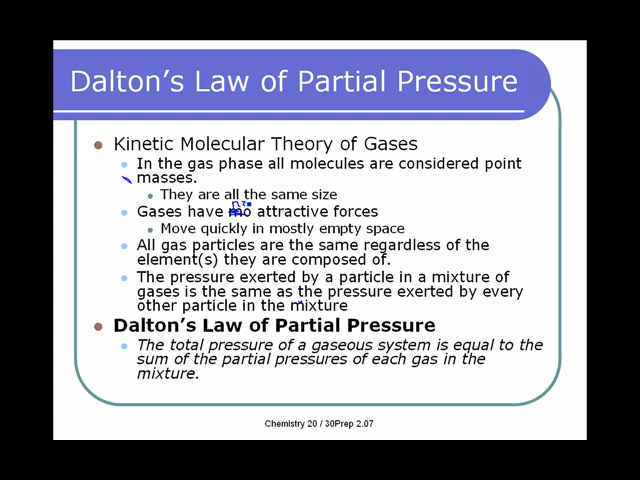 Dalton's Law of Partial Pressure
Kinetic Molecular Theory of Gases
In the gas phase all molecules are considered point
masses.
They are all the same size
no
Gases have mo attractive forces
Move quickly in mostly empty space
All gas particles are the same regardless of the
element(s) they are composed of.
The pressure exerted by a particle in a mixture of
gases is the same as the pressure exerted by every
other particle in the mixture
Dalton's Law of Partial Pressure
The total pressure of a gaseous system is equal to the
sum of the partial pressures of each gas in the
mixture.
Chemistry 20 / 30Prep 2.07